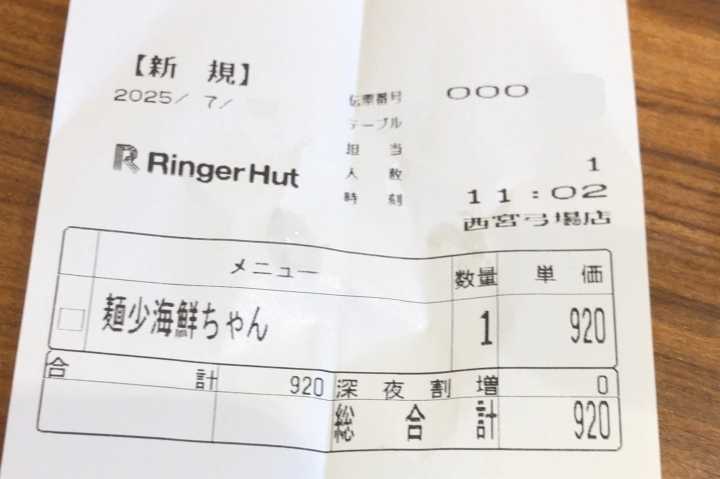 【新 規】
2025/ 7/
伝票番号 000
テーブル
担 当
人 数 1
時 刻 11:02
西宮弓場店
RingerHut
メニュー 数量 単 価
麺少海鮮ちゃん 1 920
合 計 920 深夜割増 0
総 合 計 920